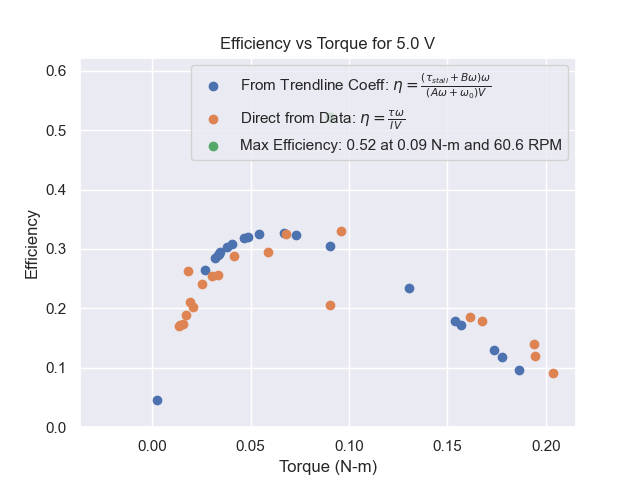 Efficiency vs Torque for 5.0 V
From Trendline Coeff: η = (τ_stall + Bω)ω / (Aω + ω₀)V
Direct from Data: η = τω / IV
Max Efficiency: 0.52 at 0.09 N-m and 60.6 RPM
Efficiency
0.6
0.5
0.4
0.3
0.2
0.1
0.0
0.00 0.05 0.10 0.15 0.20
Torque (N-m)